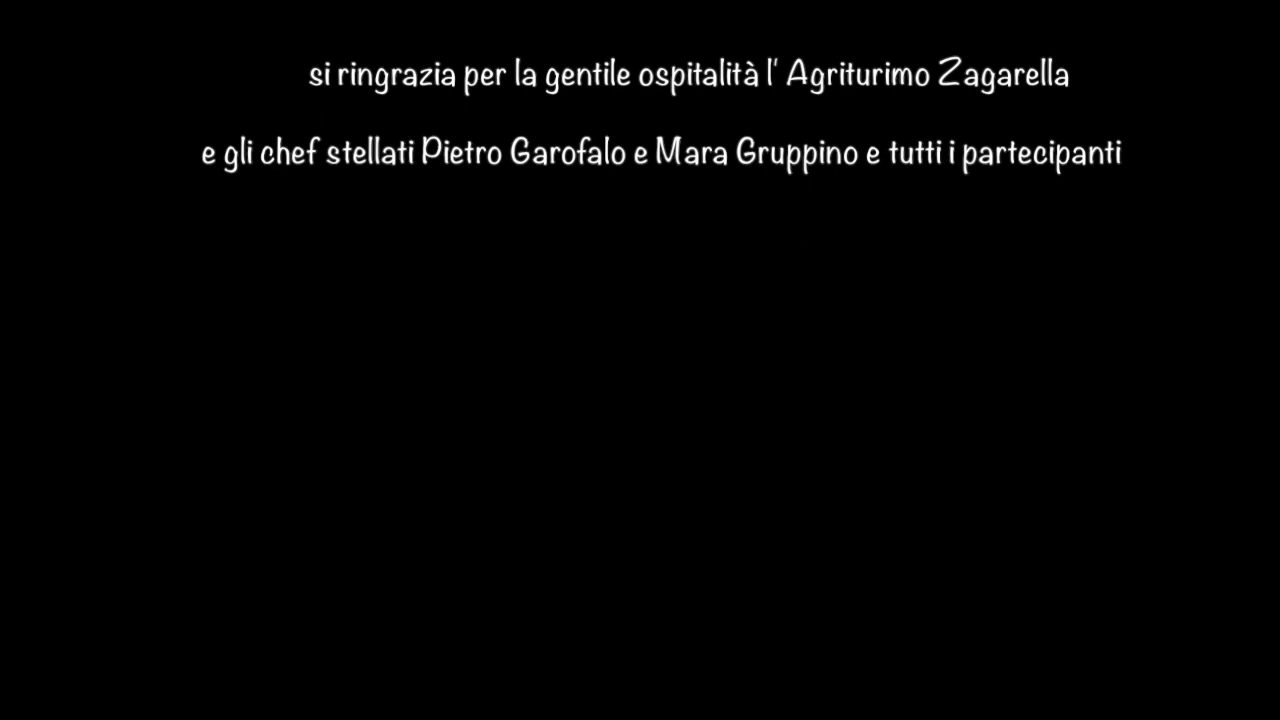 si ringrazia per la gentile ospitalità l' Agriturimo Zagarella
e gli chef stellati Pietro Garofalo e Mara Gruppino e tutti i partecipanti